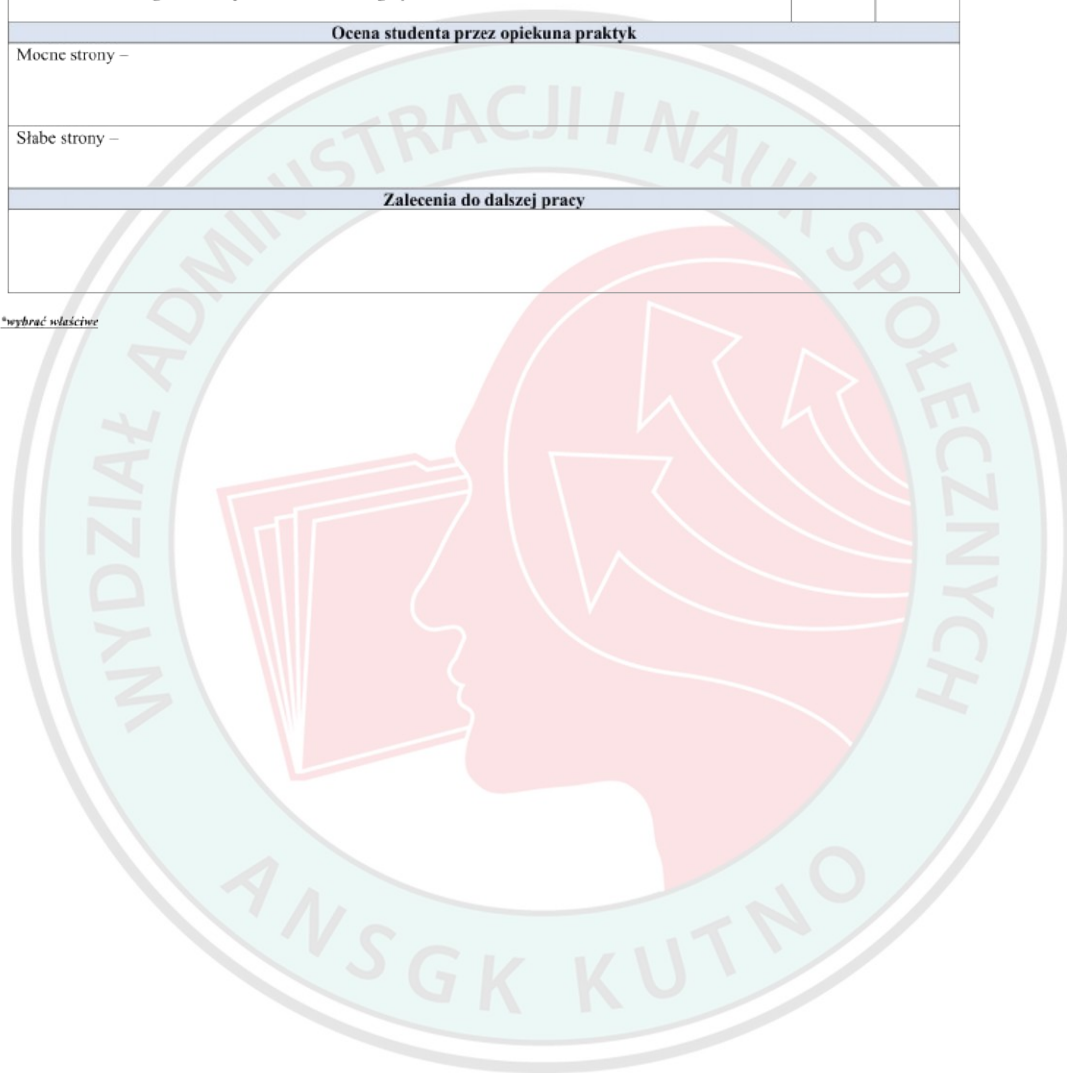 Ocena studenta przez opiekuna praktyk
Mocne strony –
Słabe strony –
Zalecenia do dalszej pracy
*wybrać właściwe
WYDZIAŁ ADMINISTRACJI I NAUK SPOŁECZNYCH
ANSGK KUTNO